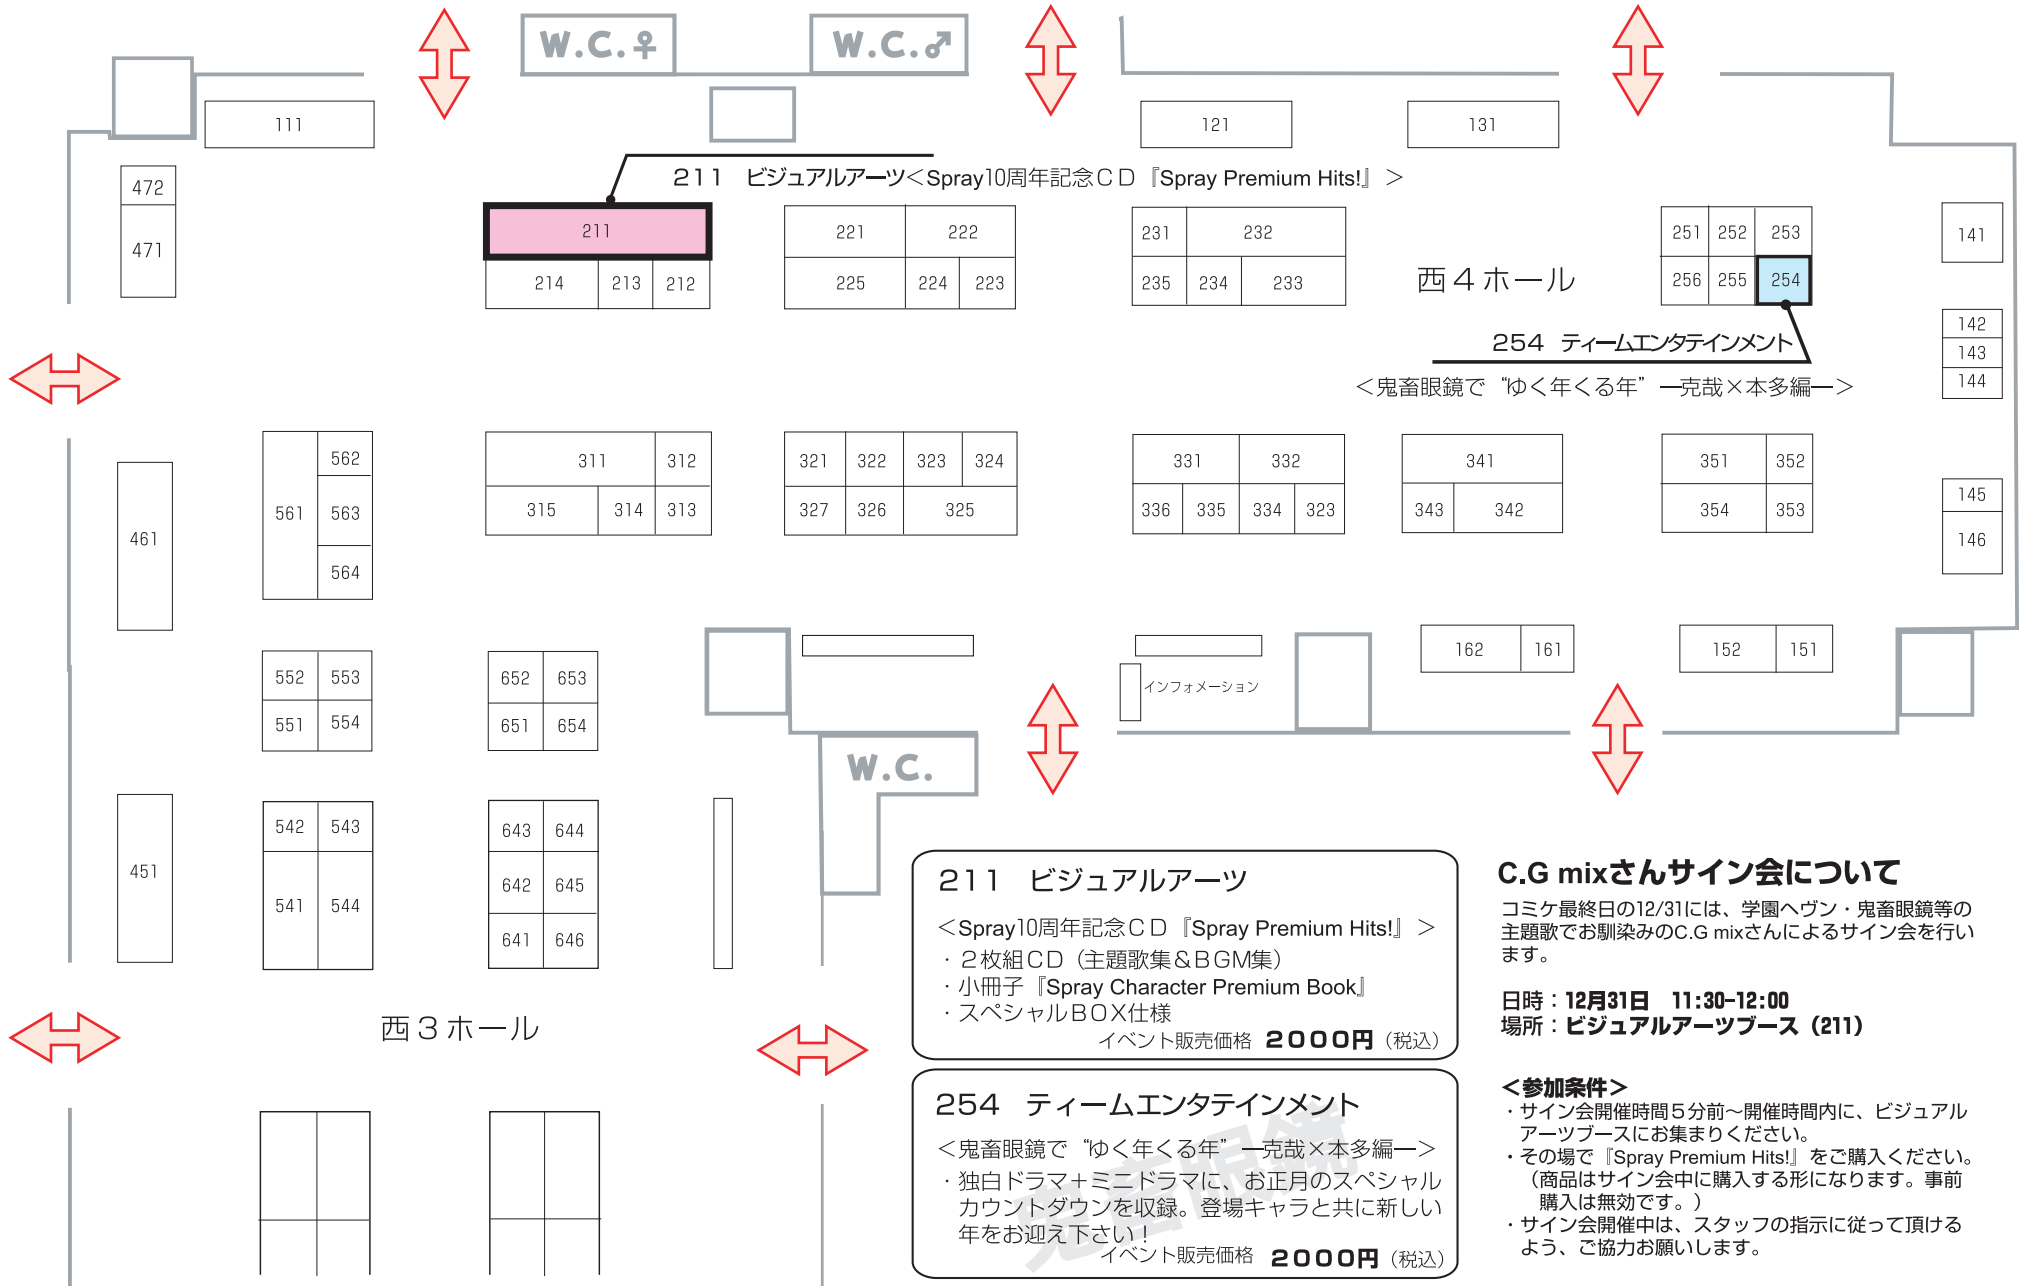 W.C.♀
W.C.♂
111
121
131
472
471
211 ビジュアルアーツ＜Spray10周年記念ＣＤ『Spray Premium Hits!』＞
211
214
213
212
221
222
225
224
223
231
232
235
234
233
西４ホール
251
252
253
256
255
254
141
142
143
144
254 ティームエンタテインメント
＜鬼畜眼鏡で“ゆく年くる年”―克哉×本多編―＞
461
561
562
563
564
311
312
315
314
313
321
322
323
324
327
326
325
331
332
336
335
334
323
341
343
342
351
352
354
353
145
146
552
553
551
554
652
653
651
654
インフォメーション
162
161
152
151
W.C.
451
542
543
541
544
643
644
642
645
641
646
西３ホール
211 ビジュアルアーツ
＜Spray10周年記念ＣＤ『Spray Premium Hits!』＞
・２枚組ＣＤ（主題歌集＆ＢＧＭ集）
・小冊子『Spray Character Premium Book』
・スペシャルＢＯＸ仕様
イベント販売価格 ２０００円（税込）
254 ティームエンタテインメント
鬼畜眼鏡
＜鬼畜眼鏡で“ゆく年くる年”―克哉×本多編―＞
・独白ドラマ＋ミニドラマに、お正月のスペシャル
カウントダウンを収録。登場キャラと共に新しい
年をお迎え下さい！
イベント販売価格 ２０００円（税込）
C.G mixさんサイン会について
コミケ最終日の12/31には、学園ヘヴン・鬼畜眼鏡等の
主題歌でお馴染みのC.G mixさんによるサイン会を行い
ます。
日時：12月31日 11:30-12:00
場所：ビジュアルアーツブース（211）
＜参加条件＞
・サイン会開催時間５分前〜開催時間内に、ビジュアル
アーツブースにお集まりください。
・その場で『Spray Premium Hits!』をご購入ください。
（商品はサイン会中に購入する形になります。事前
購入は無効です。）
・サイン会開催中は、スタッフの指示に従って頂ける
よう、ご協力お願いします。